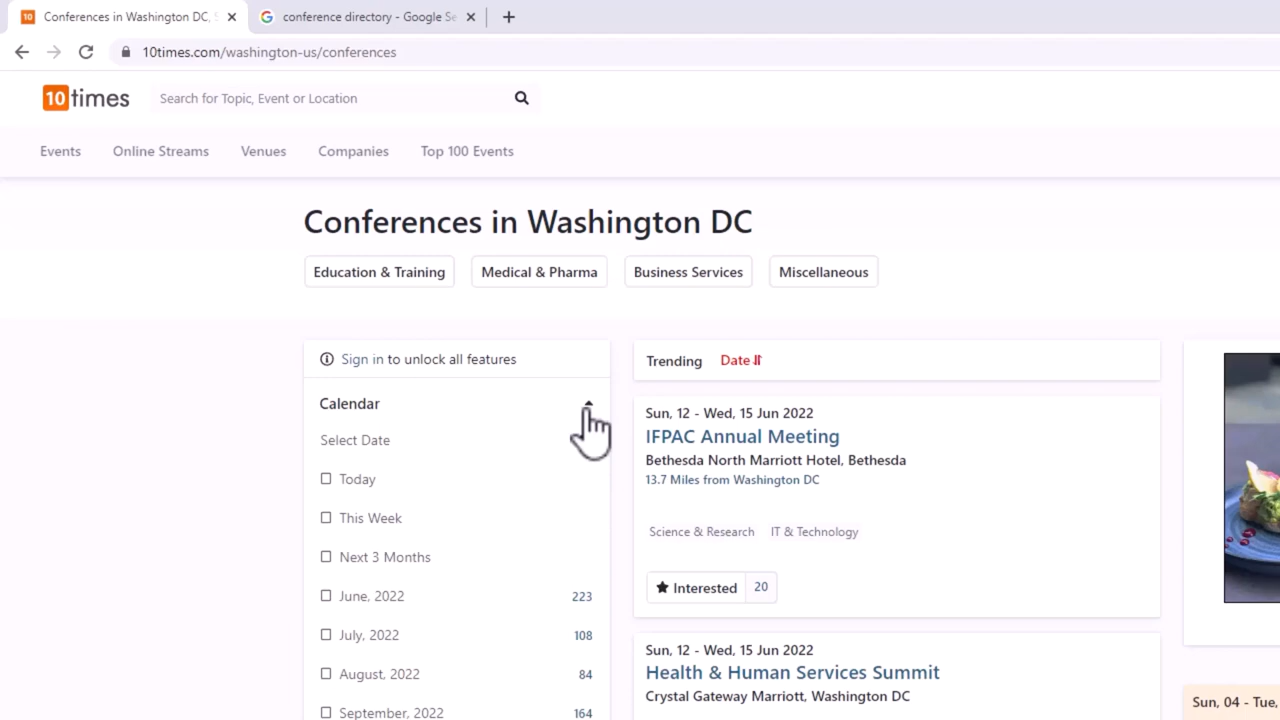 10 Conferences in Washington DC,
conference directory - Google Se
10times.com/washington-us/conferences
10times
Search for Topic, Event or Location
Events
Online Streams
Venues
Companies
Top 100 Events
Conferences in Washington DC
Education & Training
Medical & Pharma
Business Services
Miscellaneous
Sign in to unlock all features
Calendar
Select Date
Today
This Week
Next 3 Months
June, 2022 223
July, 2022 108
August, 2022 84
September, 2022 164
Trending Date
Sun, 12 - Wed, 15 Jun 2022
IFPAC Annual Meeting
Bethesda North Marriott Hotel, Bethesda
13.7 Miles from Washington DC
Science & Research IT & Technology
Interested 20
Sun, 12 - Wed, 15 Jun 2022
Health & Human Services Summit
Crystal Gateway Marriott, Washington DC
Sun, 04 - Tue,